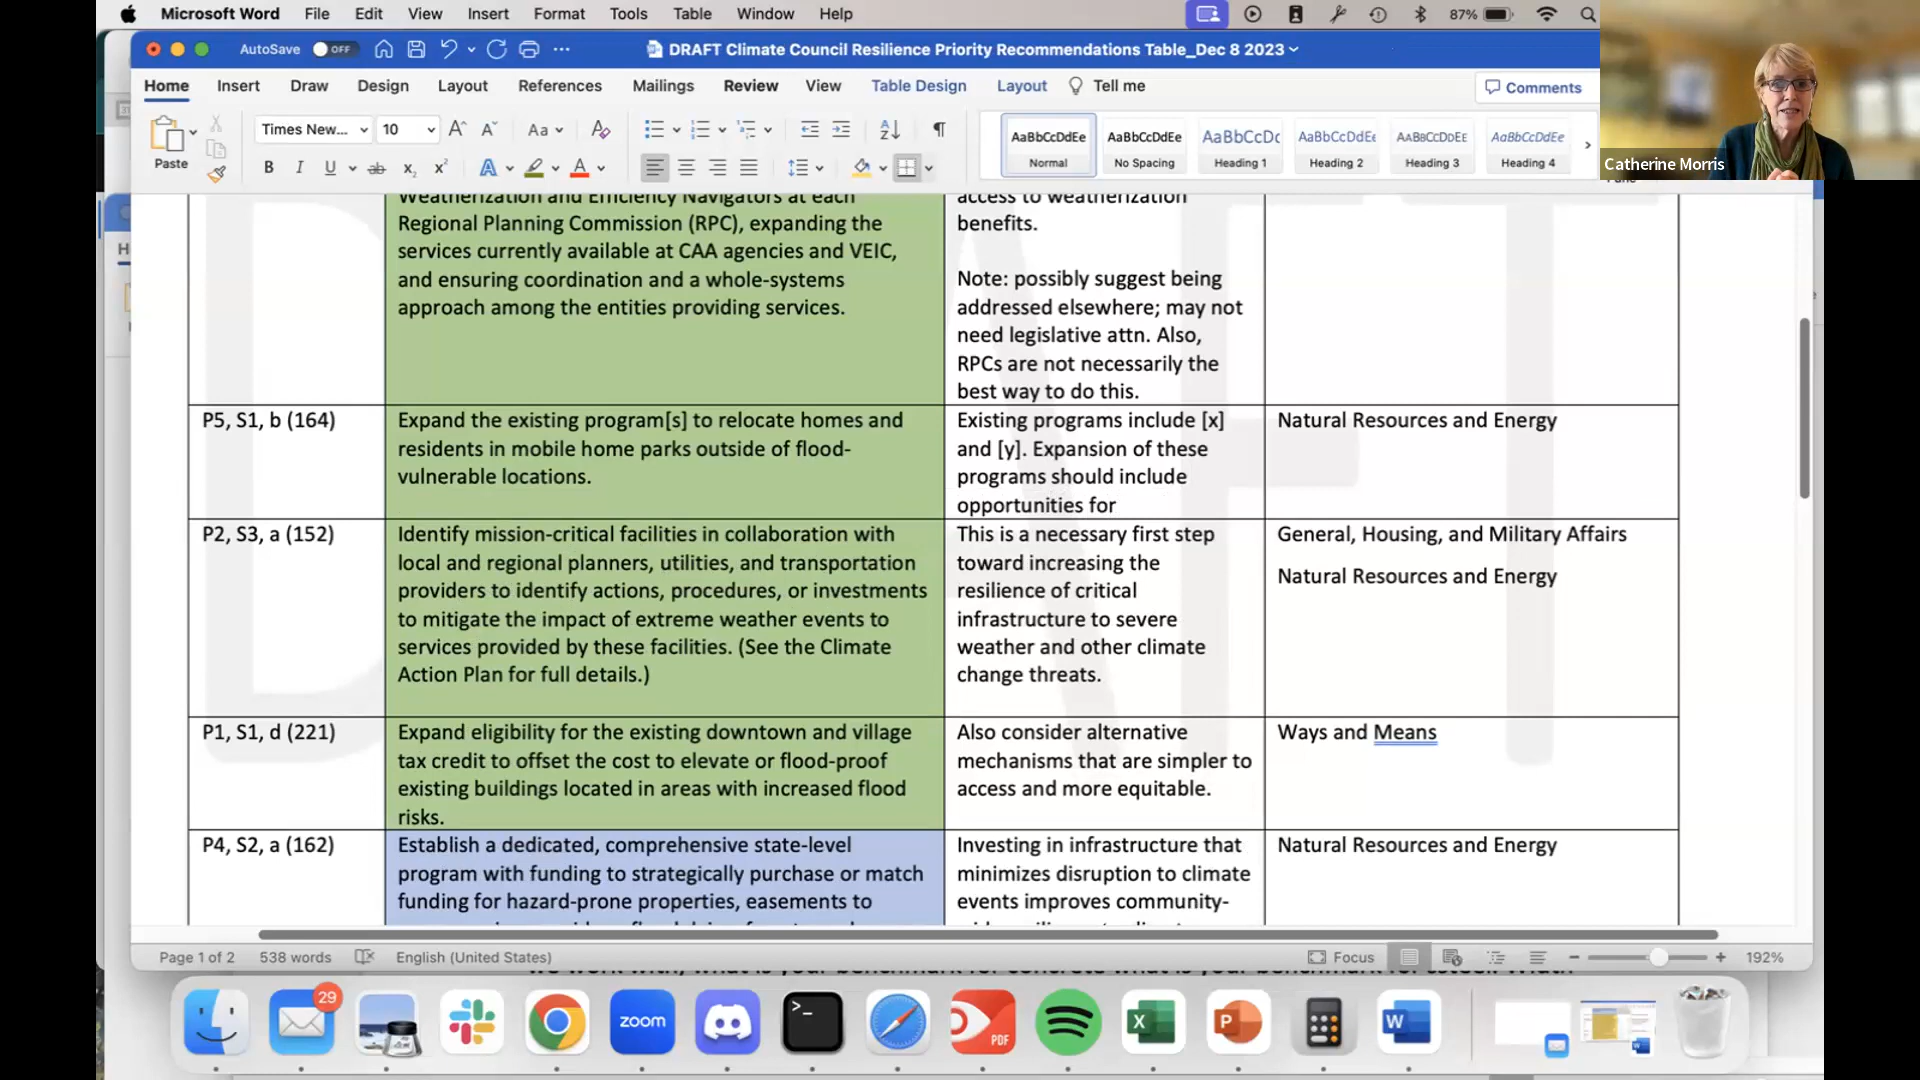 Microsoft Word File Edit View Insert Format Tools Table Window Help 87%
AutoSave OFF DRAFT Climate Council Resilience Priority Recommendations Table_Dec 8 2023
Home Insert Draw Design Layout References Mailings Review View Table Design Layout Tell me Comments
Paste Times New... 10 Aa
AaBbCcDdEe AaBbCcDdEe AaBbCcDc AaBbCcDdEe AaBbCcDdEe AaBbCcDdEe
Normal No Spacing Heading 1 Heading 2 Heading 3 Heading 4
Catherine Morris
Weatherization and Efficiency Navigators at each
Regional Planning Commission (RPC), expanding the
services currently available at CAA agencies and VEIC,
and ensuring coordination and a whole-systems
approach among the entities providing services.
access to weatherization
benefits.
Note: possibly suggest being
addressed elsewhere; may not
need legislative attn. Also,
RPCs are not necessarily the
best way to do this.
P5, S1, b (164)
Expand the existing program[s] to relocate homes and
residents in mobile home parks outside of flood-
vulnerable locations.
Existing programs include [x]
and [y]. Expansion of these
programs should include
opportunities for
Natural Resources and Energy
P2, S3, a (152)
Identify mission-critical facilities in collaboration with
local and regional planners, utilities, and transportation
providers to identify actions, procedures, or investments
to mitigate the impact of extreme weather events to
services provided by these facilities. (See the Climate
Action Plan for full details.)
This is a necessary first step
toward increasing the
resilience of critical
infrastructure to severe
weather and other climate
change threats.
General, Housing, and Military Affairs
Natural Resources and Energy
P1, S1, d (221)
Expand eligibility for the existing downtown and village
tax credit to offset the cost to elevate or flood-proof
existing buildings located in areas with increased flood
risks.
Also consider alternative
mechanisms that are simpler to
access and more equitable.
Ways and Means
P4, S2, a (162)
Establish a dedicated, comprehensive state-level
program with funding to strategically purchase or match
funding for hazard-prone properties, easements to
Investing in infrastructure that
minimizes disruption to climate
events improves community-
Natural Resources and Energy
Page 1 of 2 538 words English (United States) Focus 192%
29
zoom
PDF